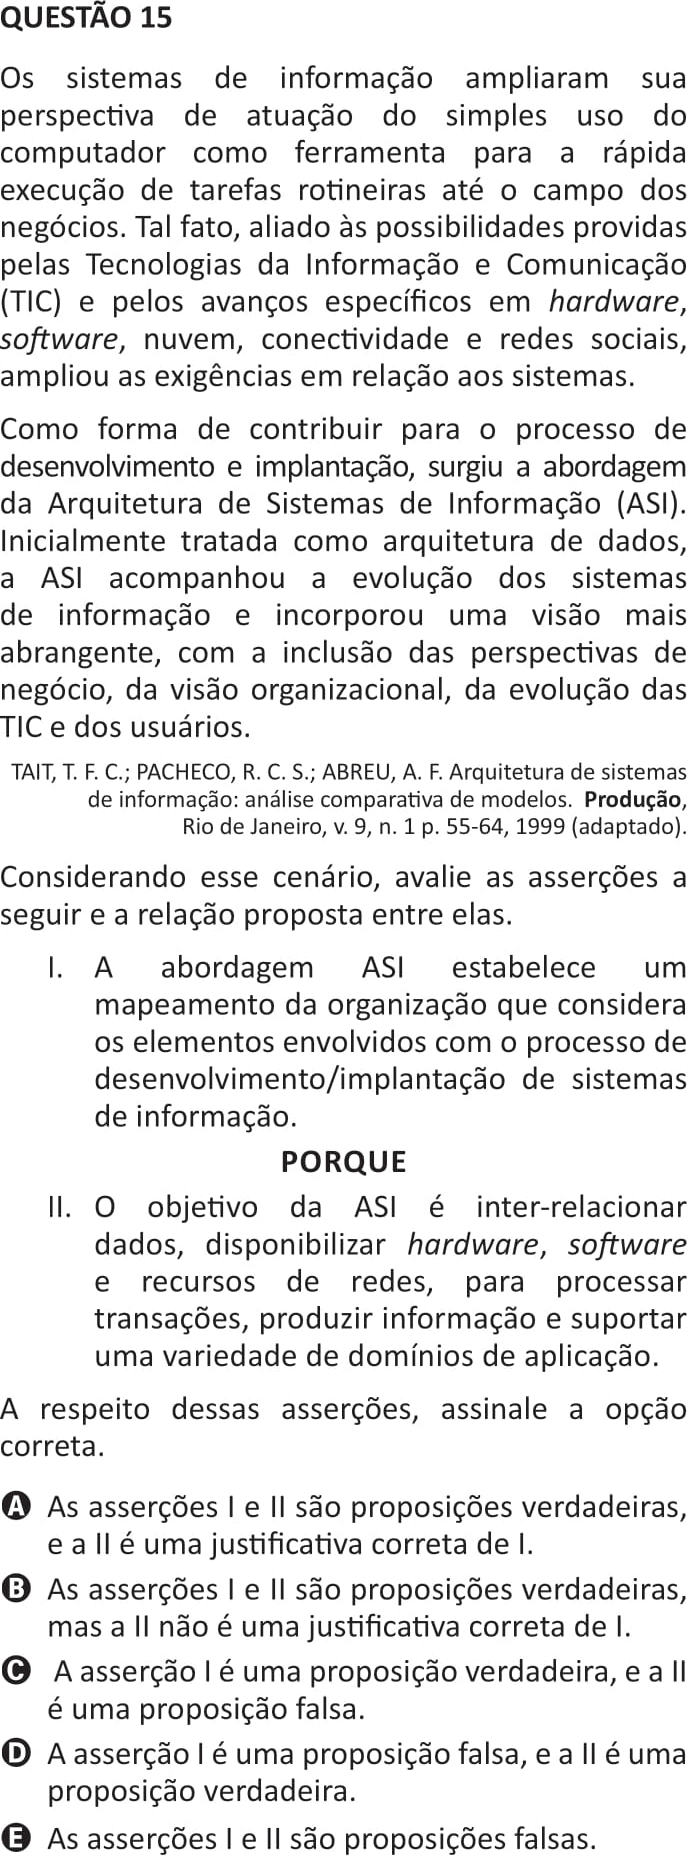 QUESTÃO 15
Os sistemas de informação ampliaram sua
perspectiva de atuação do simples uso do
computador como ferramenta para a rápida
execução de tarefas rotineiras até o campo dos
negócios. Tal fato, aliado às possibilidades providas
pelas Tecnologias da Informação e Comunicação
(TIC) e pelos avanços específicos em hardware,
software, nuvem, conectividade e redes sociais,
ampliou as exigências em relação aos sistemas.
Como forma de contribuir para o processo de
desenvolvimento e implantação, surgiu a abordagem
da Arquitetura de Sistemas de Informação (ASI).
Inicialmente tratada como arquitetura de dados,
a ASI acompanhou a evolução dos sistemas
de informação e incorporou uma visão mais
abrangente, com a inclusão das perspectivas de
negócio, da visão organizacional, da evolução das
TIC e dos usuários.
TAIT, T. F. C.; PACHECO, R. C. S.; ABREU, A. F. Arquitetura de sistemas
de informação: análise comparativa de modelos. Produção,
Rio de Janeiro, v. 9, n. 1 p. 55-64, 1999 (adaptado).
Considerando esse cenário, avalie as asserções a
seguir e a relação proposta entre elas.
I. A abordagem ASI estabelece um
mapeamento da organização que considera
os elementos envolvidos com o processo de
desenvolvimento/implantação de sistemas
de informação.
PORQUE
II. O objetivo da ASI é inter-relacionar
dados, disponibilizar hardware, software
e recursos de redes, para processar
transações, produzir informação e suportar
uma variedade de domínios de aplicação.
A respeito dessas asserções, assinale a opção
correta.
A As asserções I e II são proposições verdadeiras,
e a II é uma justificativa correta de I.
B As asserções I e II são proposições verdadeiras,
mas a II não é uma justificativa correta de I.
C A asserção I é uma proposição verdadeira, e a II
é uma proposição falsa.
D A asserção I é uma proposição falsa, e a II é uma
proposição verdadeira.
E As asserções I e II são proposições falsas.